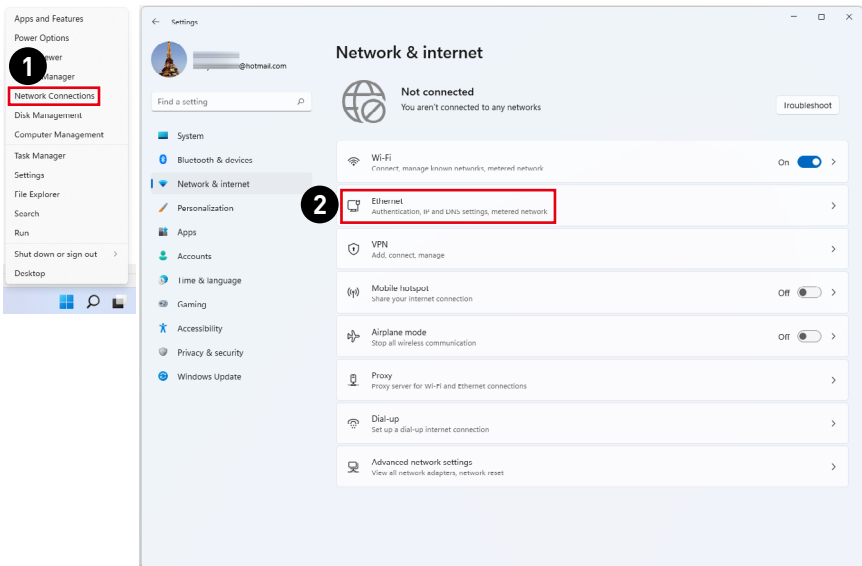 Apps and Features
Power Options
ewer
1
Manager
Network Connections
Disk Management
Computer Management
Task Manager
Settings
File Explorer
Search
Run
Shut down or sign out
Desktop
Settings
@hotmail.com
Find a setting
System
Bluetooth & devices
Network & internet
Personalization
Apps
Accounts
Time & language
Gaming
Accessibility
Privacy & security
Windows Update
Network & internet
Not connected
You aren't connected to any networks
Troubleshoot
Wi-Fi
Connect, manage known networks, metered network
On
2
Ethernet
Authentication, IP and DNS settings, metered network
VPN
Add, connect, manage
Mobile hotspot
Share your internet connection
Off
Airplane mode
Stop all wireless communication
Off
Proxy
Proxy server for Wi-Fi and Ethernet connections
Dial-up
Set up a dial-up internet connection
Advanced network settings
View all network adapters, network reset